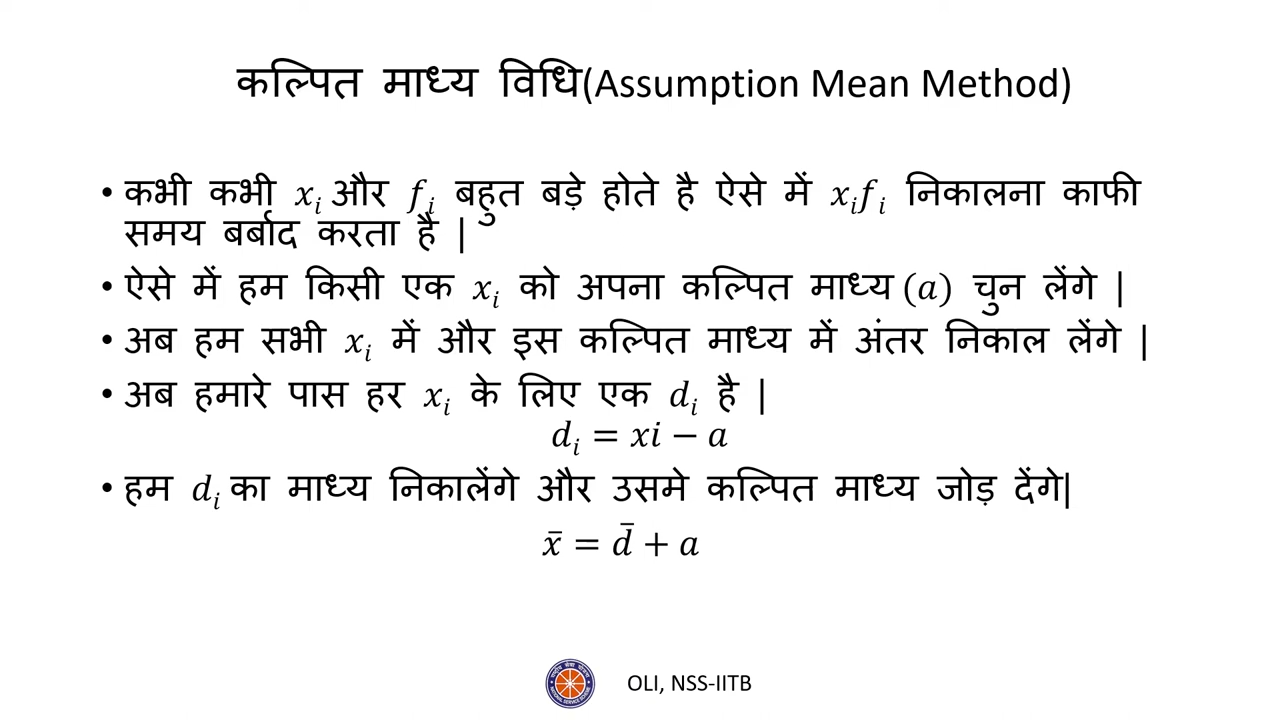 कल्पित माध्य विधि(Assumption Mean Method)
• कभी कभी xᵢ और fᵢ बहुत बड़े होते है ऐसे में xᵢfᵢ निकालना काफी
समय बर्बाद करता है |
• ऐसे में हम किसी एक xᵢ को अपना कल्पित माध्य (a) चुन लेंगे |
• अब हम सभी xᵢ में और इस कल्पित माध्य में अंतर निकाल लेंगे |
• अब हमारे पास हर xᵢ के लिए एक dᵢ है |
dᵢ = xi − a
• हम dᵢ का माध्य निकालेंगे और उसमे कल्पित माध्य जोड़ देंगे|
x̄ = d̄ + a
OLI, NSS-IITB